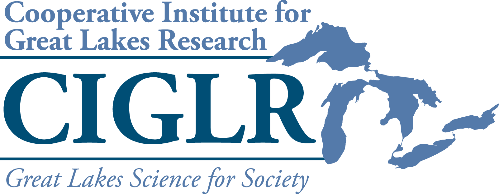 Cooperative Institute for
Great Lakes Research
CIGLR
Great Lakes Science for Society